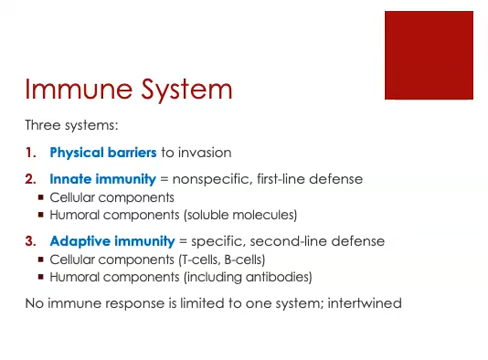 Immune System
Three systems:
1. Physical barriers to invasion
2. Innate immunity = nonspecific, first-line defense
▪ Cellular components
▪ Humoral components (soluble molecules)
3. Adaptive immunity = specific, second-line defense
▪ Cellular components (T-cells, B-cells)
▪ Humoral components (including antibodies)
No immune response is limited to one system; intertwined